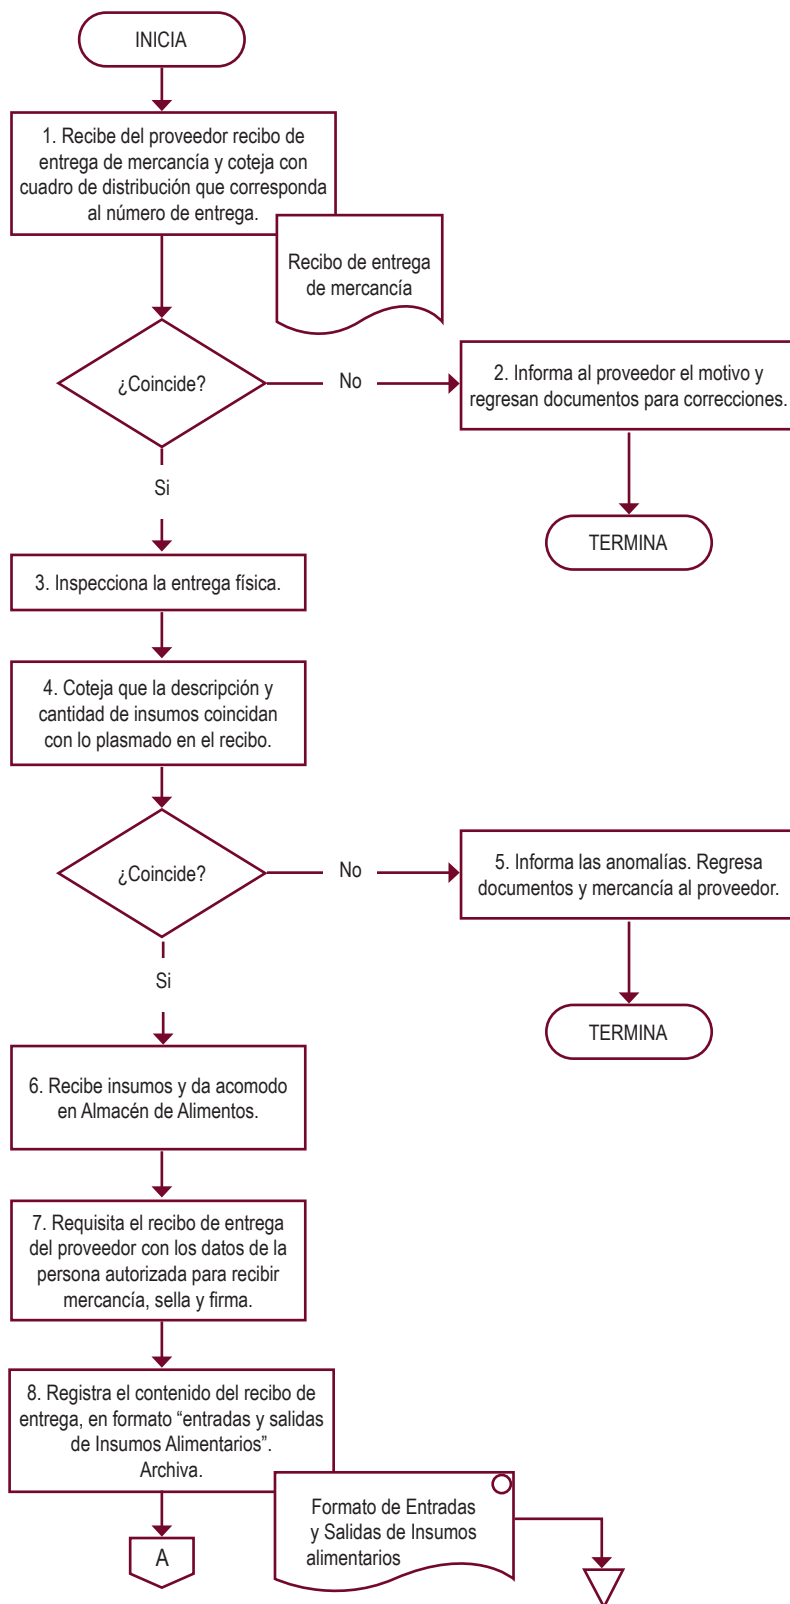 INICIA
1. Recibe del proveedor recibo de
entrega de mercancía y coteja con
cuadro de distribución que corresponda
al número de entrega.
Recibo de entrega
de mercancía
¿Coincide?
No
2. Informa al proveedor el motivo y
regresan documentos para correcciones.
TERMINA
Si
3. Inspecciona la entrega física.
4. Coteja que la descripción y
cantidad de insumos coincidan
con lo plasmado en el recibo.
¿Coincide?
No
5. Informa las anomalías. Regresa
documentos y mercancía al proveedor.
TERMINA
Si
6. Recibe insumos y da acomodo
en Almacén de Alimentos.
7. Requisita el recibo de entrega
del proveedor con los datos de la
persona autorizada para recibir
mercancía, sella y firma.
8. Registra el contenido del recibo de
entrega, en formato “entradas y salidas
de Insumos Alimentarios”.
Archiva.
Formato de Entradas
y Salidas de Insumos
alimentarios
A